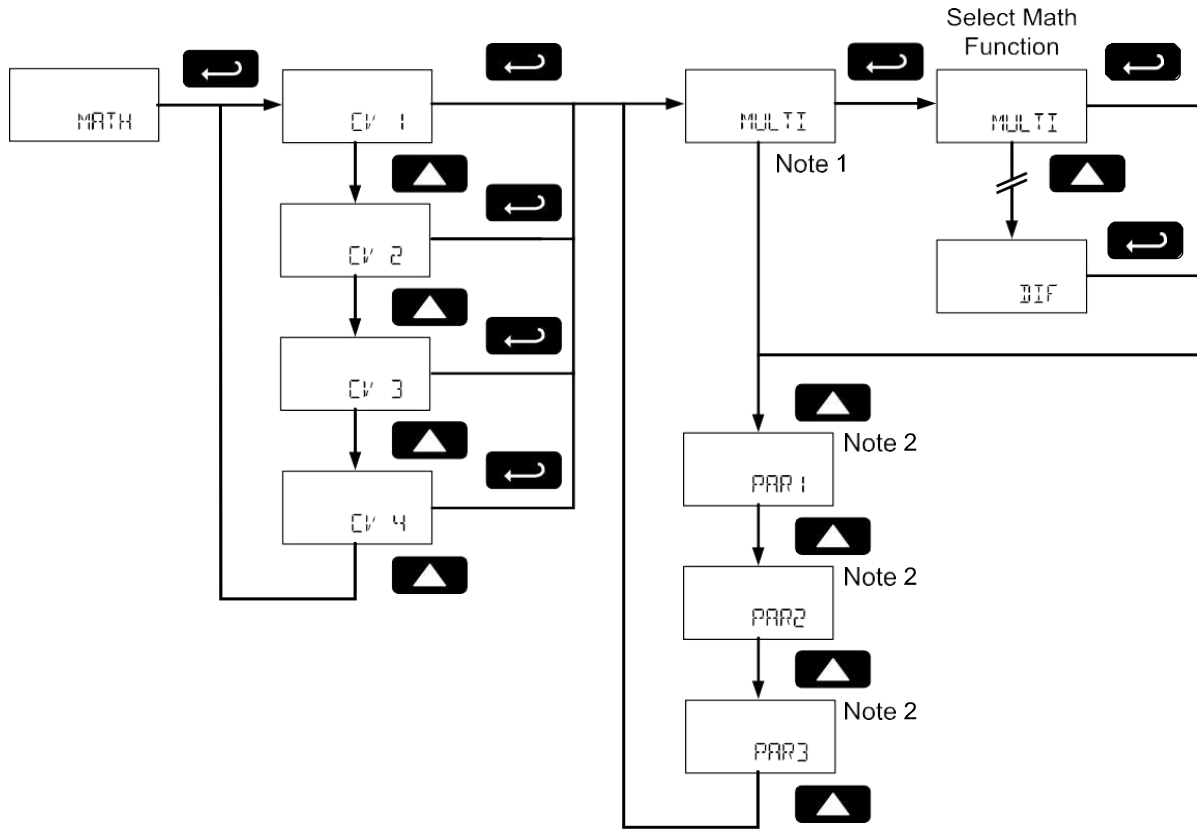 Select Math
Function
MATH
CV 1
MULTI
MULTI
Note 1
CV 2
DIF
CV 3
Note 2
PAR1
CV 4
Note 2
PAR2
Note 2
PAR3